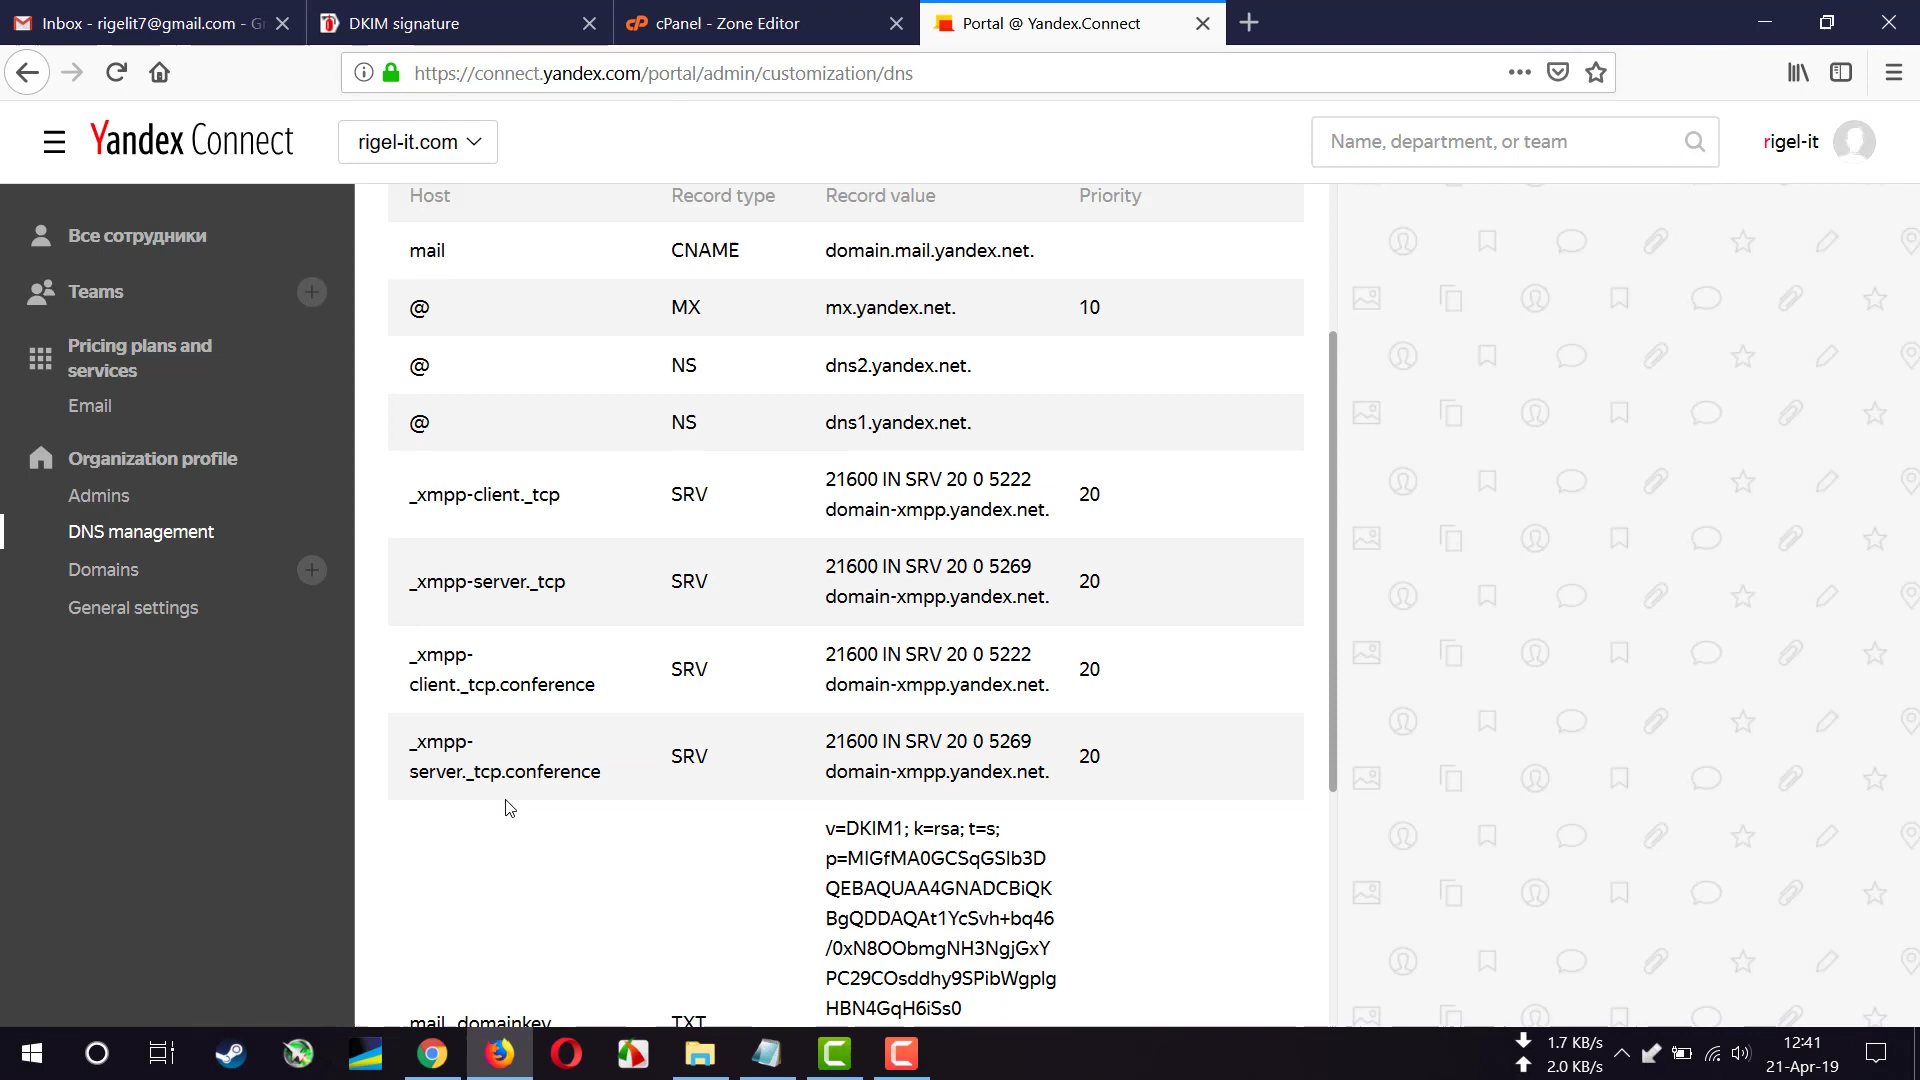 Inbox - rigelit7@gmail.com - G
DKIM signature
cPanel - Zone Editor
Portal @ Yandex.Connect
https://connect.yandex.com/portal/admin/customization/dns
Yandex Connect
rigel-it.com
Name, department, or team
rigel-it
Все сотрудники
Teams
Pricing plans and
services
Email
Organization profile
Admins
DNS management
Domains
General settings
Host Record type Record value Priority
mail CNAME domain.mail.yandex.net.
@ MX mx.yandex.net. 10
@ NS dns2.yandex.net.
@ NS dns1.yandex.net.
_xmpp-client._tcp SRV 21600 IN SRV 20 0 5222 20
domain-xmpp.yandex.net.
_xmpp-server._tcp SRV 21600 IN SRV 20 0 5269 20
domain-xmpp.yandex.net.
_xmpp- 21600 IN SRV 20 0 5222
client._tcp.conference SRV domain-xmpp.yandex.net. 20
_xmpp- 21600 IN SRV 20 0 5269
server._tcp.conference SRV domain-xmpp.yandex.net. 20
v=DKIM1; k=rsa; t=s;
p=MIGfMA0GCSqGSIb3D
QEBAQUAA4GNADCBiQK
BgQDDAQAt1YcSvh+bq46
/0xN8OObmgNH3NgjGxY
PC29COsddhy9SPibWgplg
HBN4GqH6iSs0
mail._domainkey TXT
1.7 KB/s
2.0 KB/s
12:41
21-Apr-19